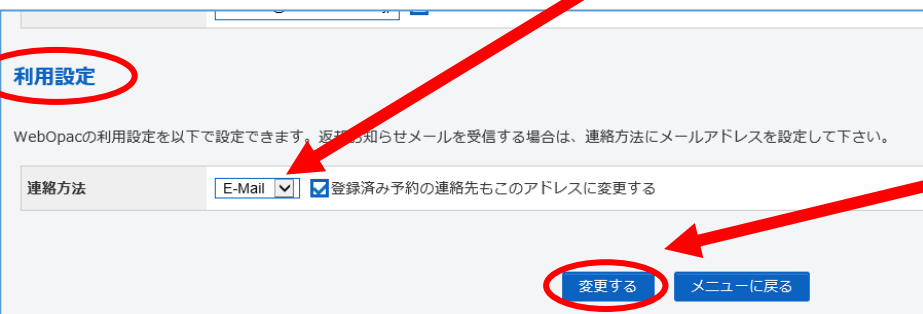 利用設定
WebOpacの利用設定を以下で設定できます。返却お知らせメールを受信する場合は、連絡方法にメールアドレスを設定して下さい。
連絡方法 E-Mail 登録済み予約の連絡先もこのアドレスに変更する
変更する メニューに戻る